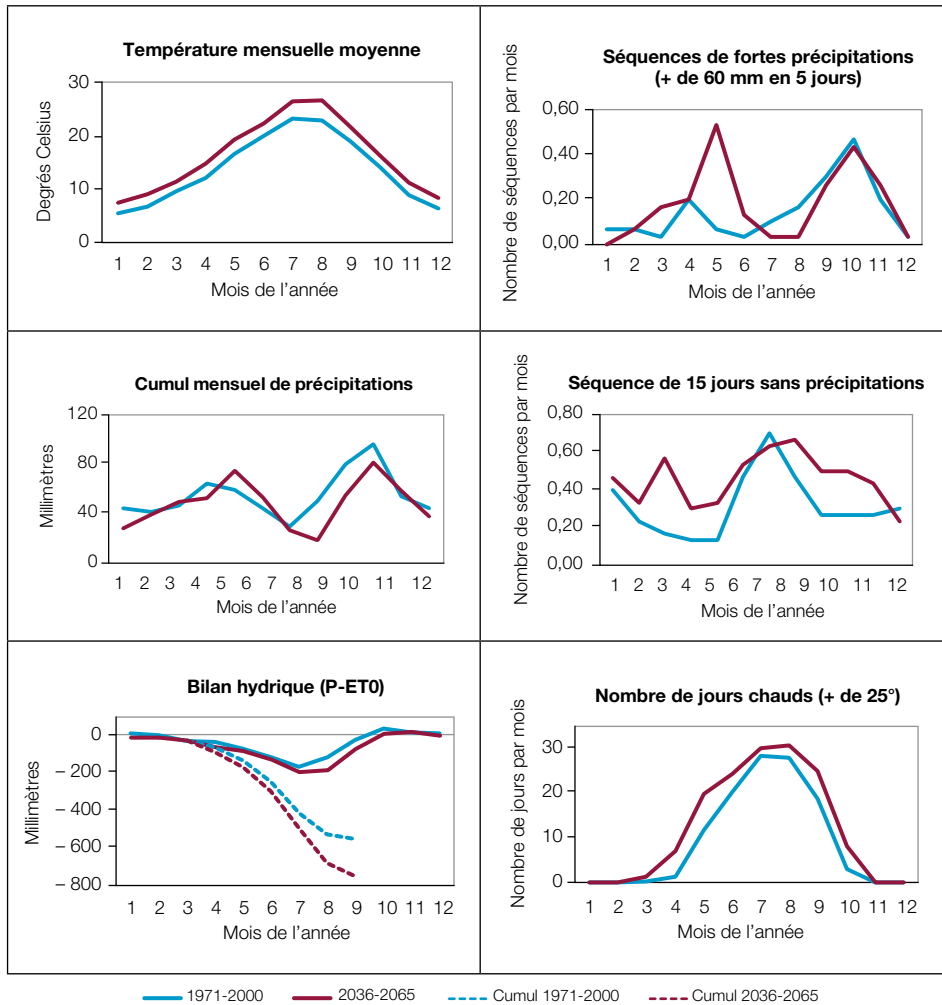 Température mensuelle moyenne
Degrés Celsius
30
20
10
0
1 2 3 4 5 6 7 8 9 10 11 12
Mois de l'année
Séquences de fortes précipitations
(+ de 60 mm en 5 jours)
Nombre de séquences par mois
0,60
0,40
0,20
0,00
1 2 3 4 5 6 7 8 9 10 11 12
Mois de l'année
Cumul mensuel de précipitations
Millimètres
120
80
40
0
1 2 3 4 5 6 7 8 9 10 12
Mois de l'année
Séquence de 15 jours sans précipitations
Nombre de séquences par mois
0,80
0,60
0,40
0,20
0,00
1 2 3 4 5 6 7 8 9 10 11 12
Mois de l'année
Bilan hydrique (P-ET0)
Millimètres
0
– 200
– 400
– 600
– 800
1 2 3 4 5 6 7 8 9 10 11 12
Mois de l'année
Nombre de jours chauds (+ de 25°)
Nombre de jours par mois
30
20
10
0
1 2 3 4 5 6 7 8 9 10 11 12
Mois de l'année
1971-2000 2036-2065 Cumul 1971-2000 Cumul 2036-2065